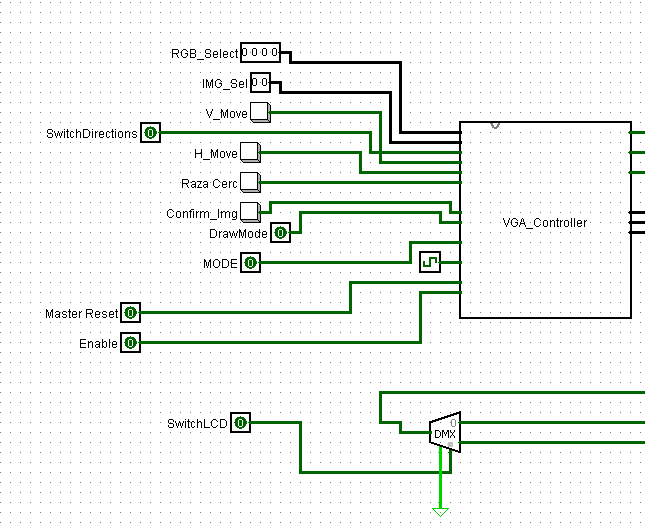 RGB_Select 0 0 0 0
IMG_Sel 0 0
V_Move
SwitchDirections 0
H_Move
Raza Cerc
Confirm_Img
DrawMode 0
VGA_Controller
MODE 0
Master Reset 0
Enable 0
SwitchLCD 0
0
DMX